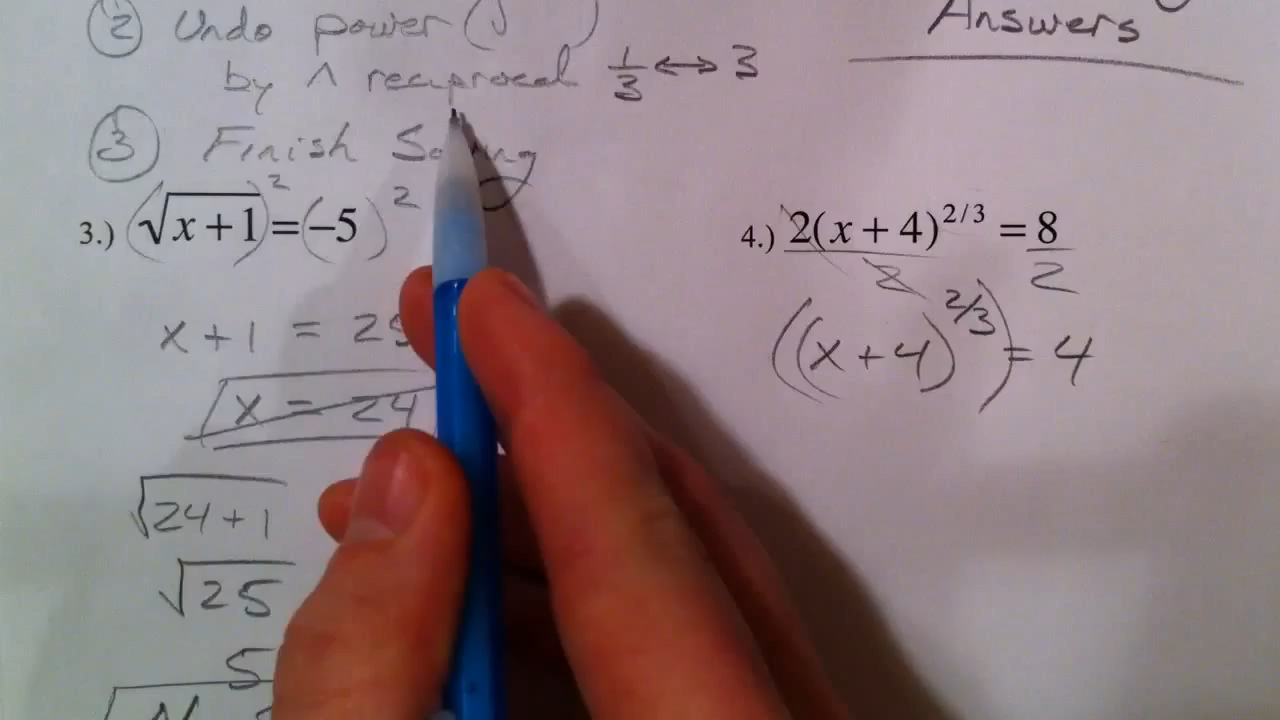 ② Undo power (√ )
by ^ reciprocal 1/3 ↔ 3
Answers
③ Finish Solving
3.) (√x+1)² = (−5)²
x + 1 = 25
x = 24
√24 + 1
√25
5
4.) 2(x + 4)^2/3 = 8
2 2
((x + 4)^2/3) = 4